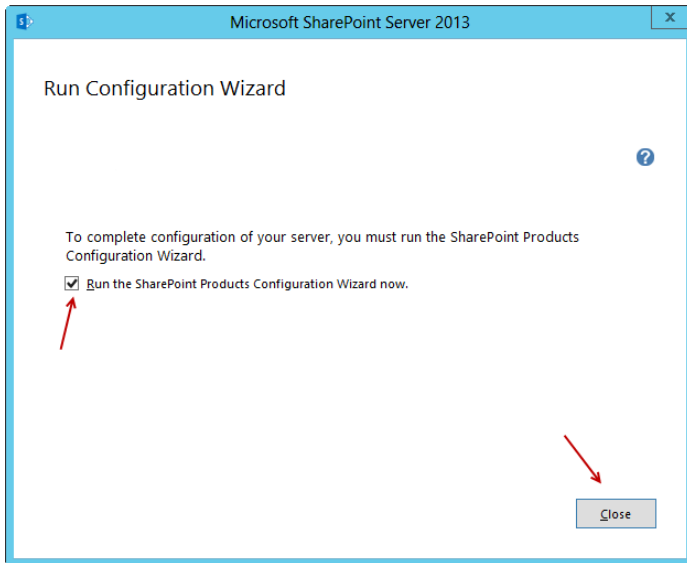 Microsoft SharePoint Server 2013
x
Run Configuration Wizard
?
To complete configuration of your server, you must run the SharePoint Products
Configuration Wizard.
Run the SharePoint Products Configuration Wizard now.
Close